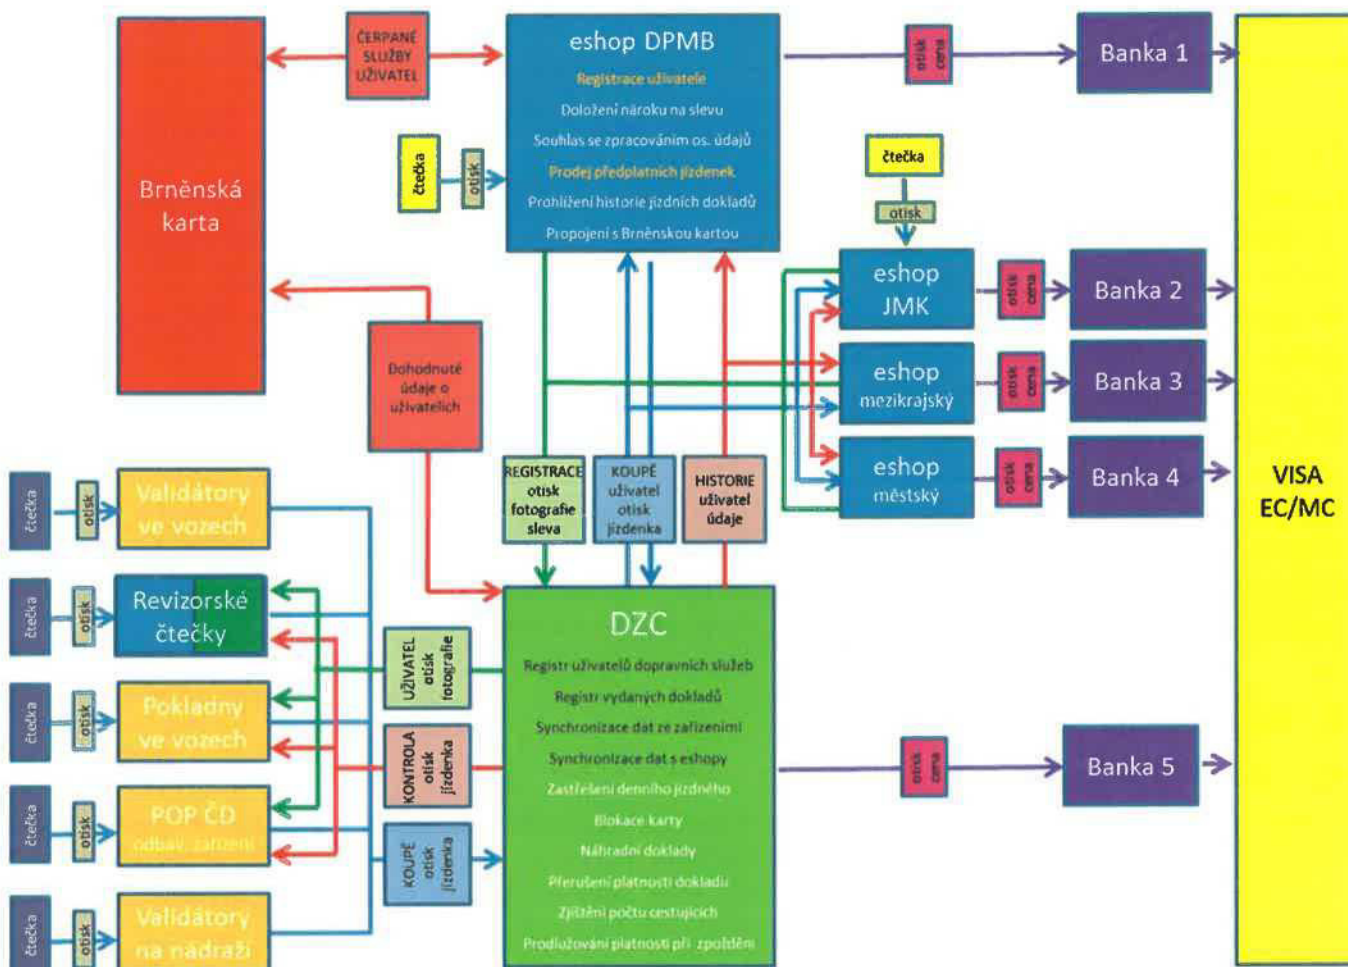 ČERPANÉ
SLUŽBY
UŽIVATEL
eshop DPMB
Registrace uživatele
Doložení nároku na slevu
Souhlas se zpracováním os. údajů
Prodej předplatních jízdenek
Prohlížení historie jízdních dokladů
Propojení s Brněnskou kartou
otisk
cena
Banka 1
čtečka
otisk
čtečka
otisk
Brněnská
karta
eshop
JMK
otisk
cena
Banka 2
Dohodnuté
údaje o
uživatelích
eshop
mezikrajský
otisk
cena
Banka 3
eshop
městský
otisk
cena
Banka 4
VISA
EC/MC
REGISTRACE
otisk
fotografie
sleva
KOUPĚ
uživatel
otisk
jízdenka
HISTORIE
uživatel
údaje
čtečka
otisk
Validátory
ve vozech
čtečka
otisk
Revizorské
čtečky
čtečka
otisk
Pokladny
ve vozech
čtečka
otisk
POP ČD
odbav. zařízení
čtečka
otisk
Validátory
na nádraží
UŽIVATEL
otisk
fotografie
KONTROLA
otisk
jízdenka
KOUPĚ
otisk
jízdenka
DZC
Registr uživatelů dopravních služeb
Registr vydaných dokladů
Synchronizace dat ze zařízeními
Synchronizace dat s eshopy
Zastřešení denního jízdného
Blokace karty
Náhradní doklady
Přerušení platnosti dokladu
Zjištění počtu cestujících
Prodlužování platnosti při zpoždění
otisk
cena
Banka 5